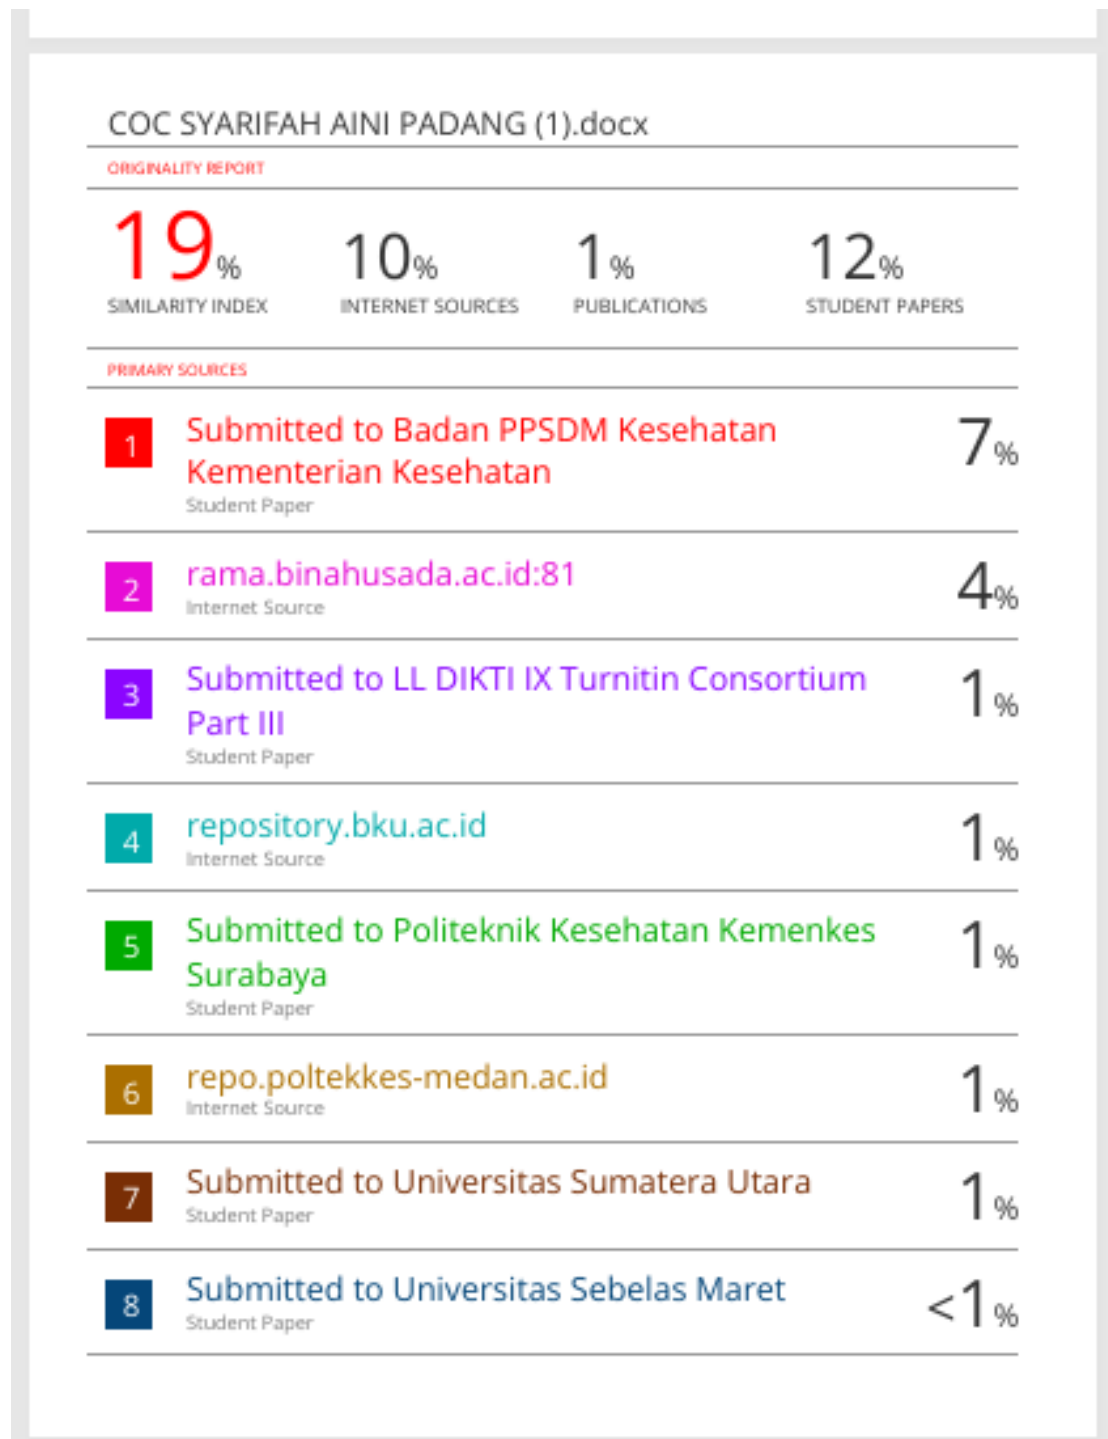 COC SYARIFAH AINI PADANG (1).docx
ORIGINALITY REPORT
19% 10% 1% 12%
SIMILARITY INDEX INTERNET SOURCES PUBLICATIONS STUDENT PAPERS
PRIMARY SOURCES
1 Submitted to Badan PPSDM Kesehatan 7%
Kementerian Kesehatan
Student Paper
2 rama.binahusada.ac.id:81 4%
Internet Source
3 Submitted to LL DIKTI IX Turnitin Consortium 1%
Part III
Student Paper
4 repository.bku.ac.id 1%
Internet Source
5 Submitted to Politeknik Kesehatan Kemenkes 1%
Surabaya
Student Paper
6 repo.poltekkes-medan.ac.id 1%
Internet Source
7 Submitted to Universitas Sumatera Utara 1%
Student Paper
8 Submitted to Universitas Sebelas Maret <1%
Student Paper